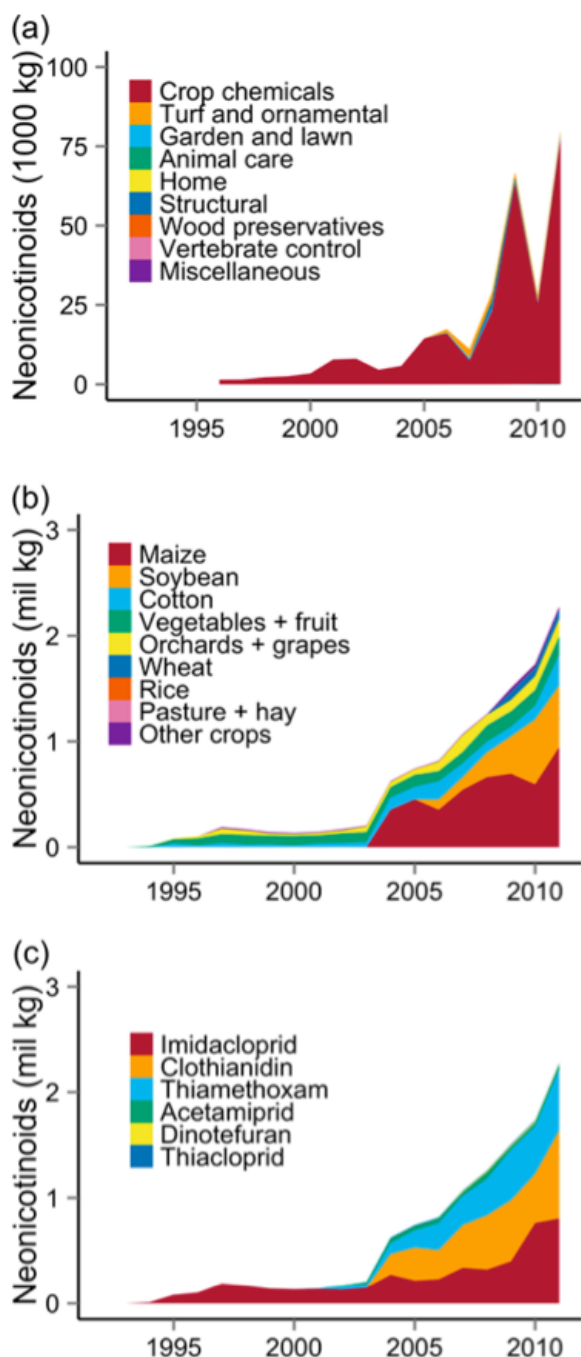 (a)
Neonicotinoids (1000 kg)
100
75
50
25
0
Crop chemicals
Turf and ornamental
Garden and lawn
Animal care
Home
Structural
Wood preservatives
Vertebrate control
Miscellaneous
1995 2000 2005 2010
(b)
Neonicotinoids (mil kg)
3
2
1
0
Maize
Soybean
Cotton
Vegetables + fruit
Orchards + grapes
Wheat
Rice
Pasture + hay
Other crops
1995 2000 2005 2010
(c)
Neonicotinoids (mil kg)
3
2
1
0
Imidacloprid
Clothianidin
Thiamethoxam
Acetamiprid
Dinotefuran
Thiacloprid
1995 2000 2005 2010